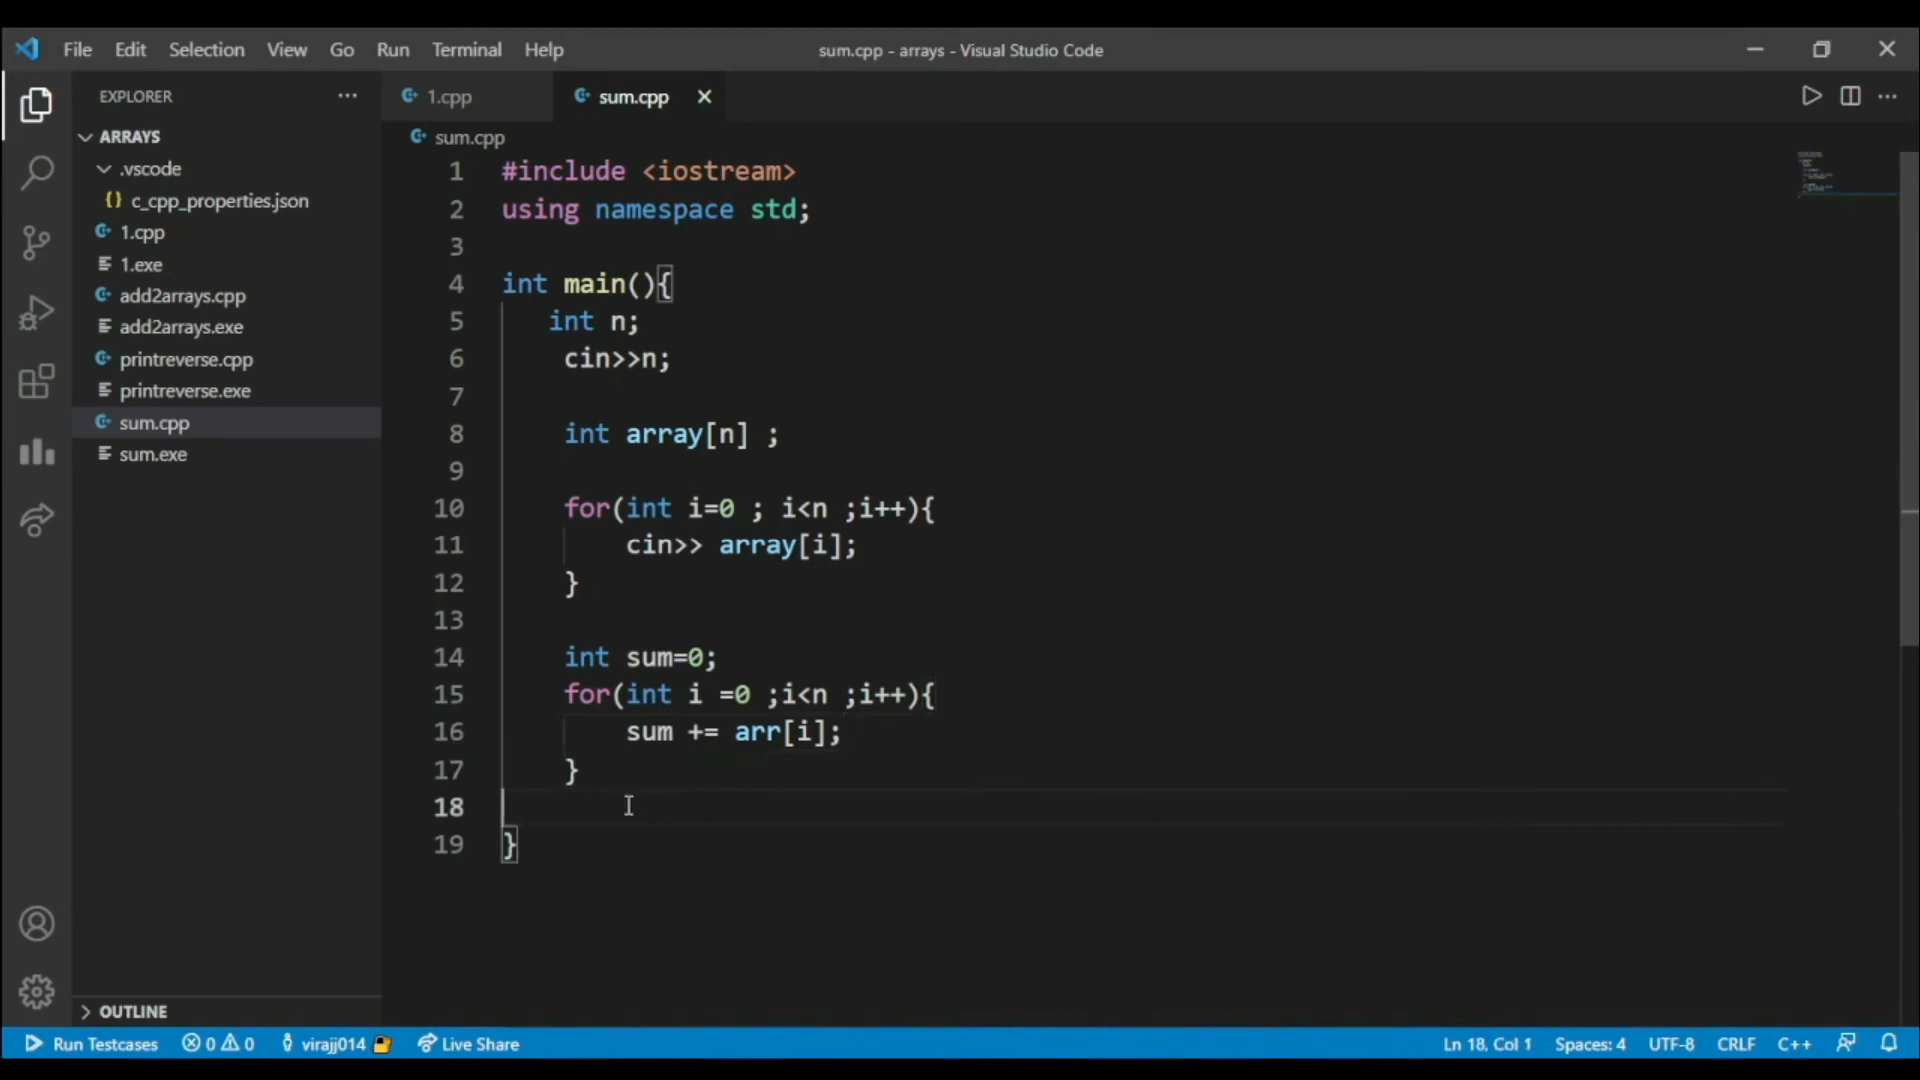 File Edit Selection View Go Run Terminal Help sum.cpp - arrays - Visual Studio Code
EXPLORER ...
ARRAYS
.vscode
{} c_cpp_properties.json
1.cpp
1.exe
add2arrays.cpp
add2arrays.exe
printreverse.cpp
printreverse.exe
sum.cpp
sum.exe
OUTLINE
1.cpp sum.cpp
sum.cpp
1 #include <iostream>
2 using namespace std;
3
4 int main(){
5 int n;
6 cin>>n;
7
8 int array[n] ;
9
10 for(int i=0 ; i<n ;i++){
11 cin>> array[i];
12 }
13
14 int sum=0;
15 for(int i =0 ;i<n ;i++){
16 sum += arr[i];
17 }
18
19 }
Run Testcases 0 0 virajj014 Live Share Ln 18, Col 1 Spaces: 4 UTF-8 CRLF C++